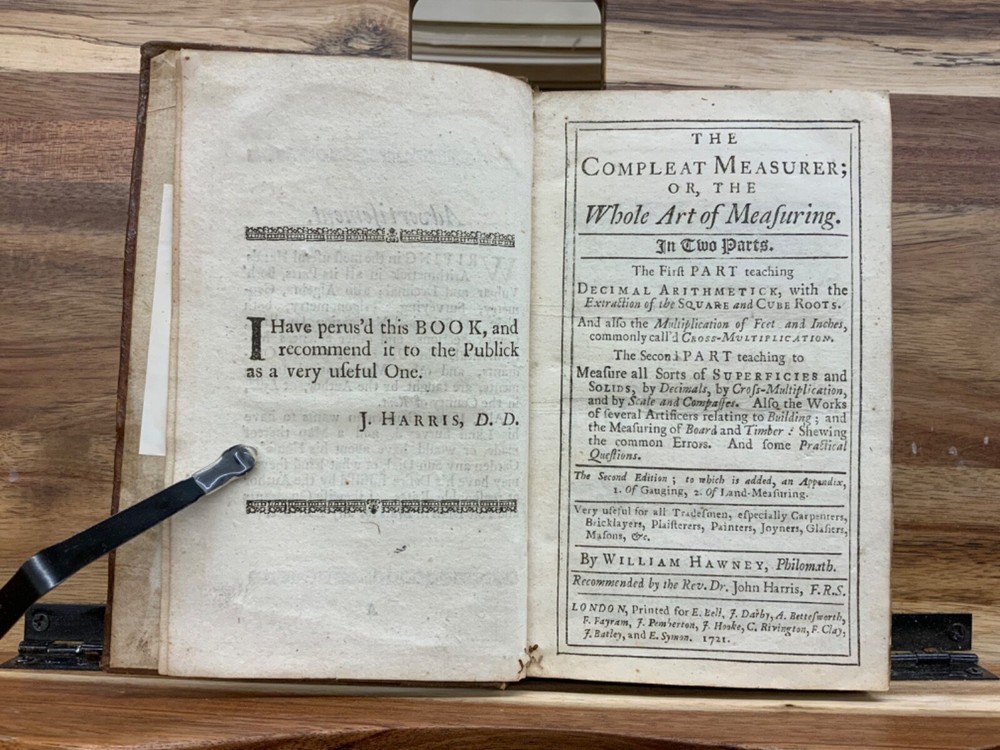 I Have perus'd this BOOK, and
recommend it to the Publick
as a very uſeful One.
J. HARRIS, D. D.
THE
COMPLEAT MEASURER;
OR, THE
Whole Art of Meaſuring.
In Two Parts.
The Firſt PART teaching
DECIMAL ARITHMETICK, with the
Extraction of the SQUARE and CUBE ROOTS.
And alſo the Multiplication of Feet and Inches,
commonly call'd CROSS-MULTIPLICATION.
The Second PART teaching to
Meaſure all Sorts of SUPERFICIES and
SOLIDS, by Decimals, by Croſs-Multiplication,
and by Scale and Compaſſes. Alſo the Works
of ſeveral Artificers relating to Building; and
the Meaſuring of Board and Timber: Shewing
the common Errors. And ſome Practical
Queſtions.
The Second Edition; to which is added, an Appendix,
1. Of Gauging, 2. Of Land-Meaſuring.
Very uſeful for all Tradeſmen, eſpecially Carpenters,
Bricklayers, Plaiſterers, Painters, Joyners, Glaſiers,
Maſons, &c.
By WILLIAM HAWNEY, Philomath.
Recommended by the Rev. Dr. John Harris, F.R.S.
LONDON, Printed for E. Bell, J. Darby, A. Betteſworth,
F. Fayram, J. Pemberton, J. Hooke, C. Rivington, F. Clay,
J. Batley, and E. Symon. 1721.